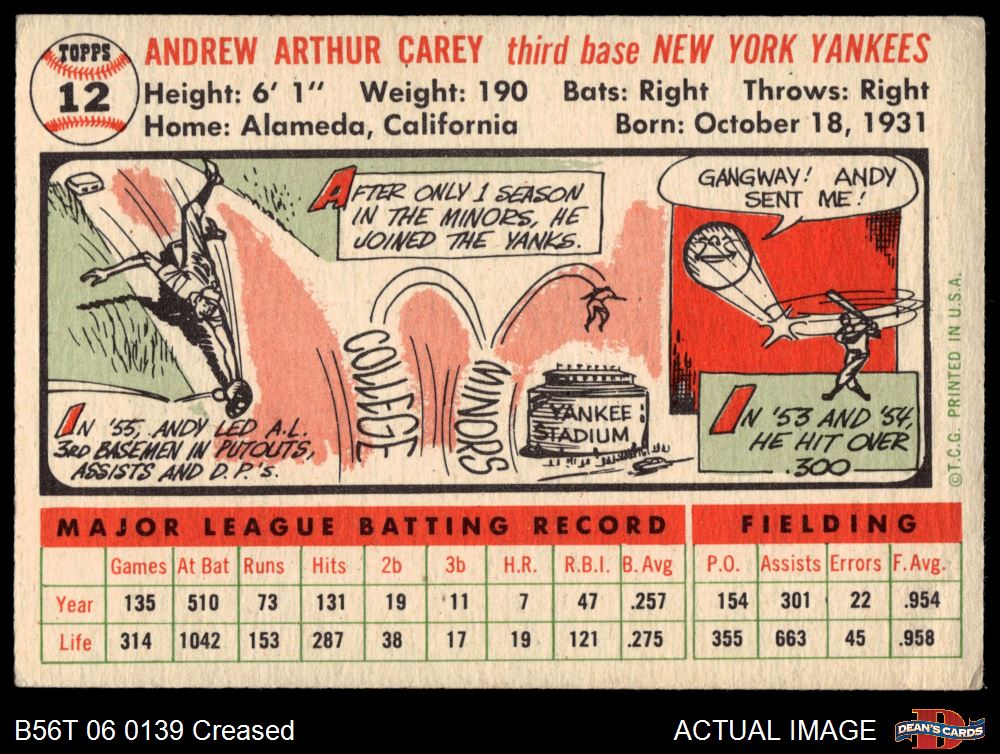 TOPPS
12
ANDREW ARTHUR CAREY third base NEW YORK YANKEES
Height: 6' 1" Weight: 190 Bats: Right Throws: Right
Home: Alameda, California Born: October 18, 1931
AFTER ONLY 1 SEASON
IN THE MINORS, HE
JOINED THE YANKS.
GANGWAY! ANDY
SENT ME!
COLLEGE
MINORS
YANKEE
STADIUM
IN '55, ANDY LED A.L.
3RD BASEMEN IN PUTOUTS,
ASSISTS AND D.P.'s.
IN '53 AND '54,
HE HIT OVER
.300
©T.C.G. PRINTED IN U.S.A.
MAJOR LEAGUE BATTING RECORD FIELDING
Games At Bat Runs Hits 2b 3b H.R. R.B.I. B. Avg P.O. Assists Errors F. Avg.
Year 135 510 73 131 19 11 7 47 .257 154 301 22 .954
Life 314 1042 153 287 38 17 19 121 .275 355 663 45 .958
B56T 06 0139 Creased ACTUAL IMAGE
D
DEAN'S CARDS